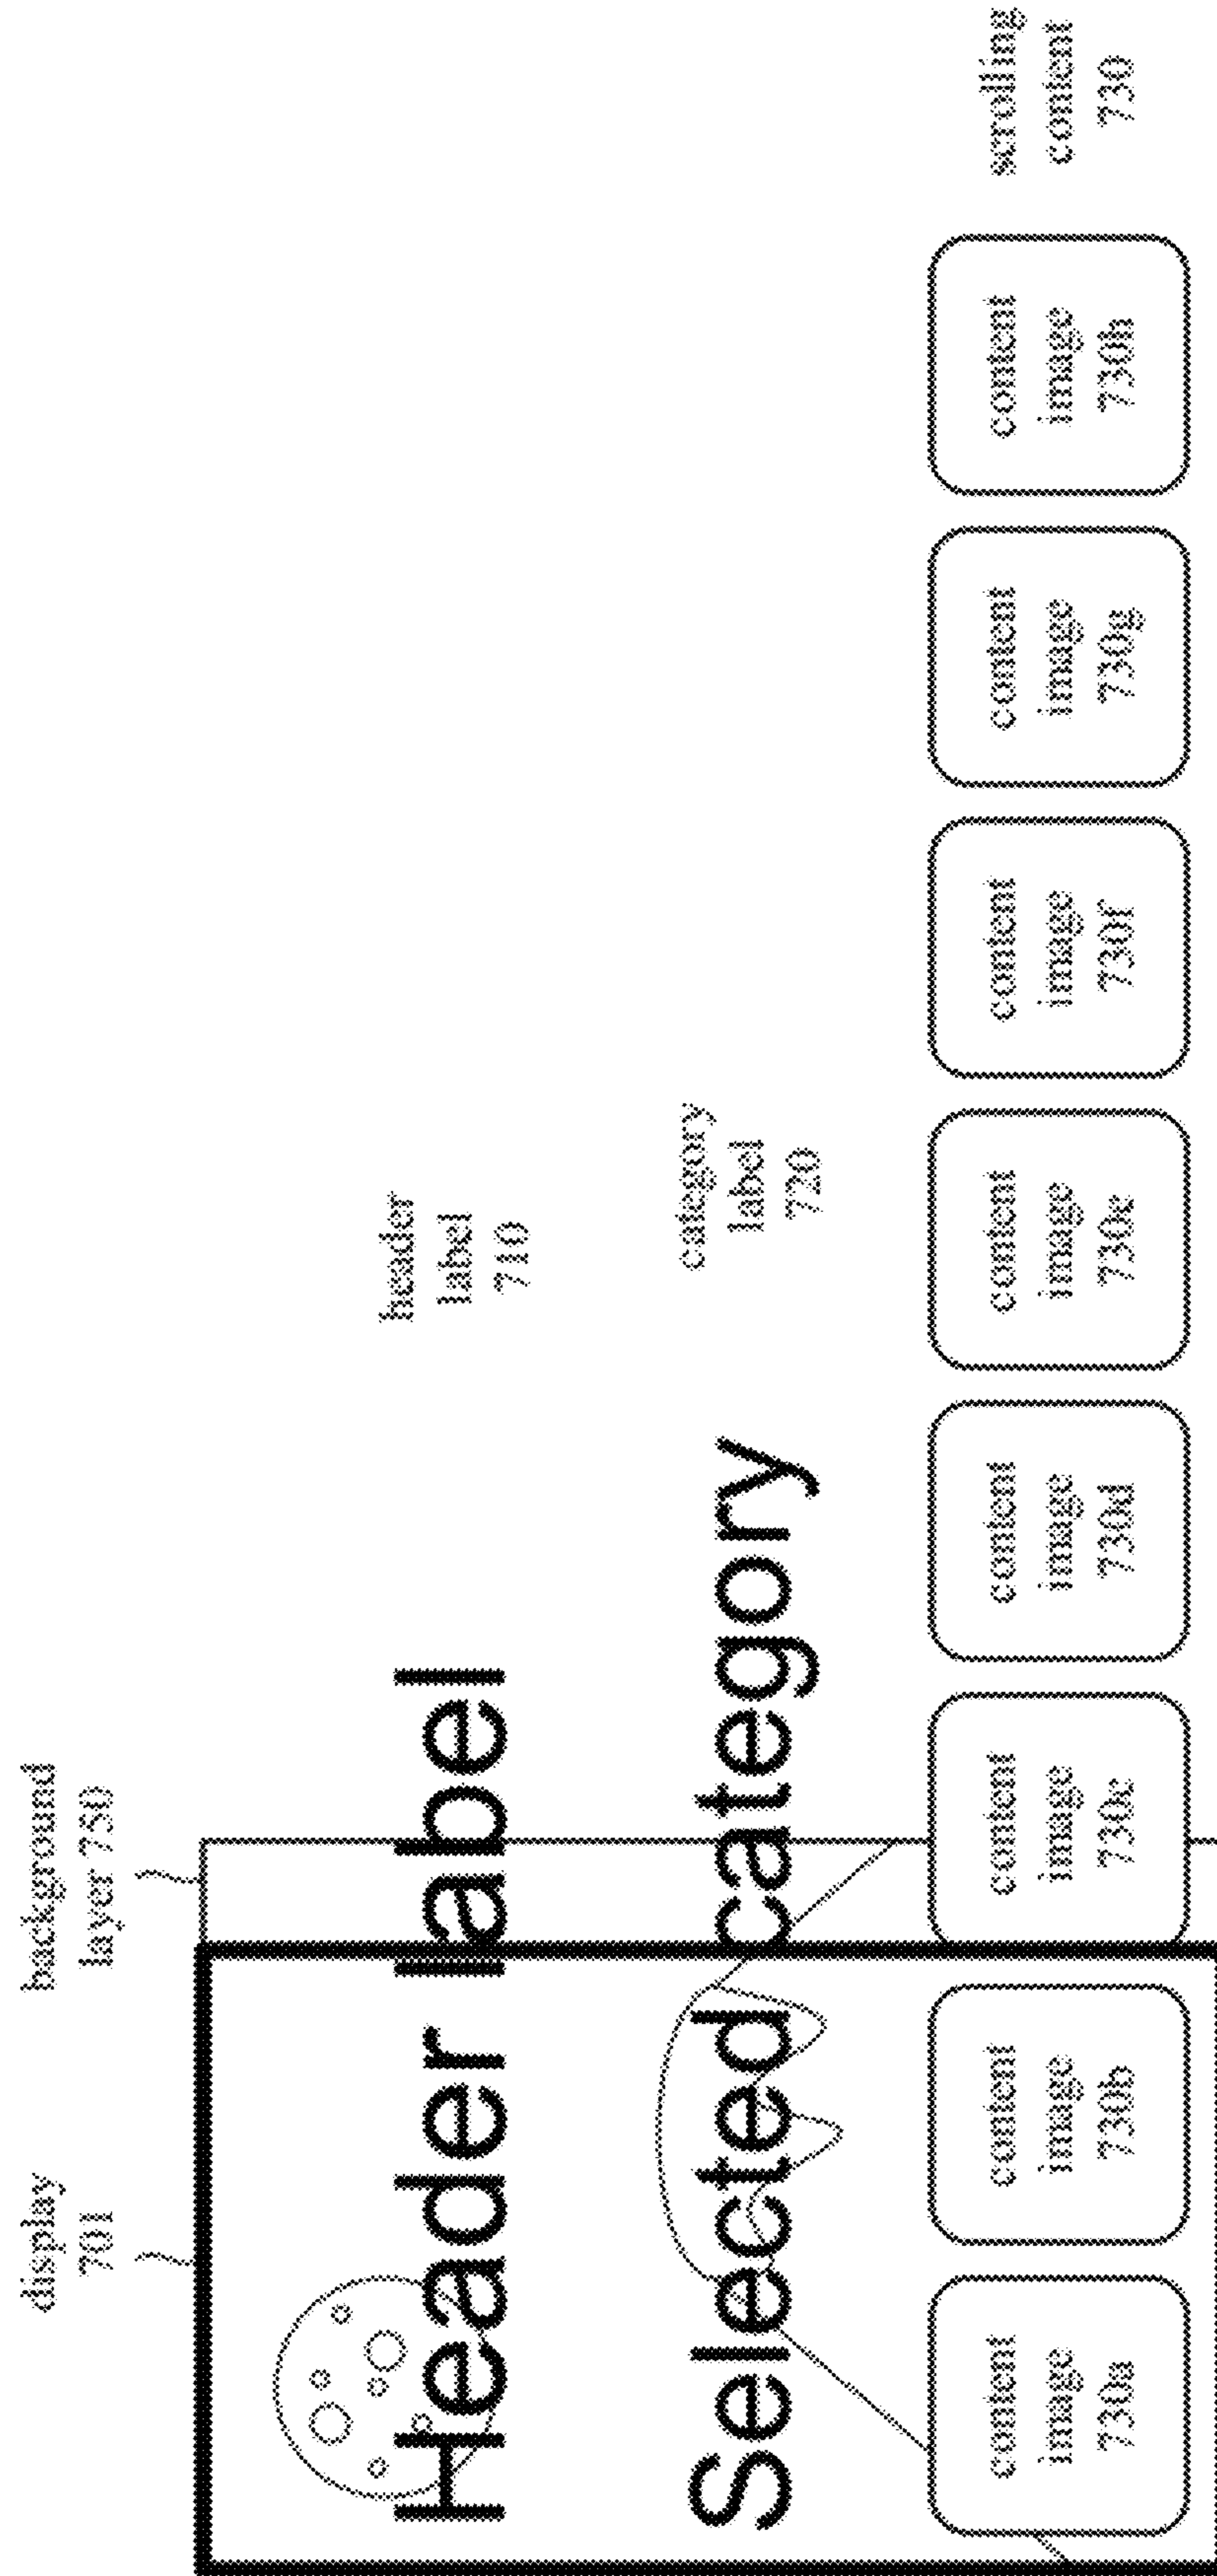 display
701
background
layer 750
Header label
header
label
710
Selected category
category
label
720
content
image
730a
content
image
730b
content
image
730c
content
image
730d
content
image
730e
content
image
730f
content
image
730g
content
image
730h
scrolling
content
730